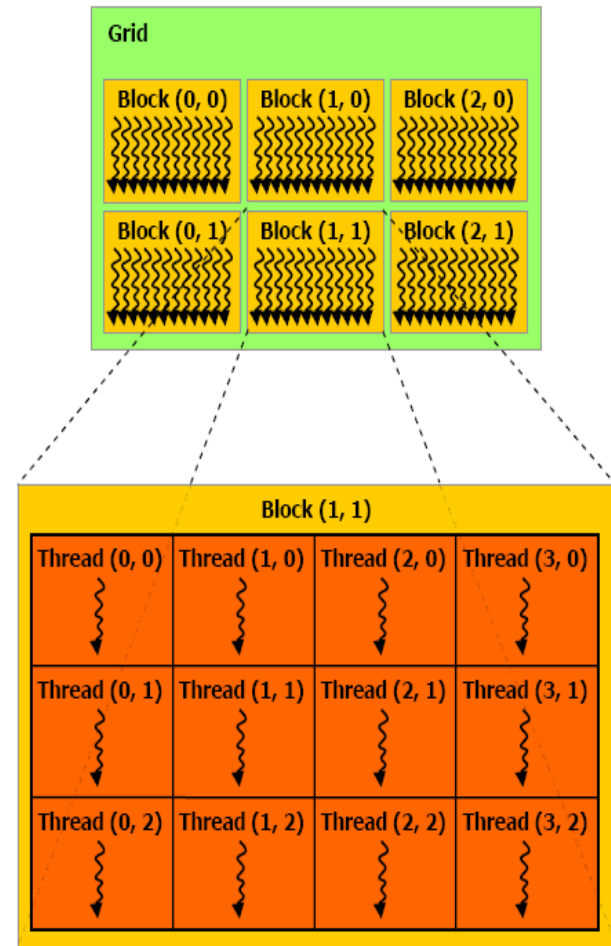 Grid
Block (0, 0) Block (1, 0) Block (2, 0)
Block (0, 1) Block (1, 1) Block (2, 1)
Block (1, 1)
Thread (0, 0) Thread (1, 0) Thread (2, 0) Thread (3, 0)
Thread (0, 1) Thread (1, 1) Thread (2, 1) Thread (3, 1)
Thread (0, 2) Thread (1, 2) Thread (2, 2) Thread (3, 2)